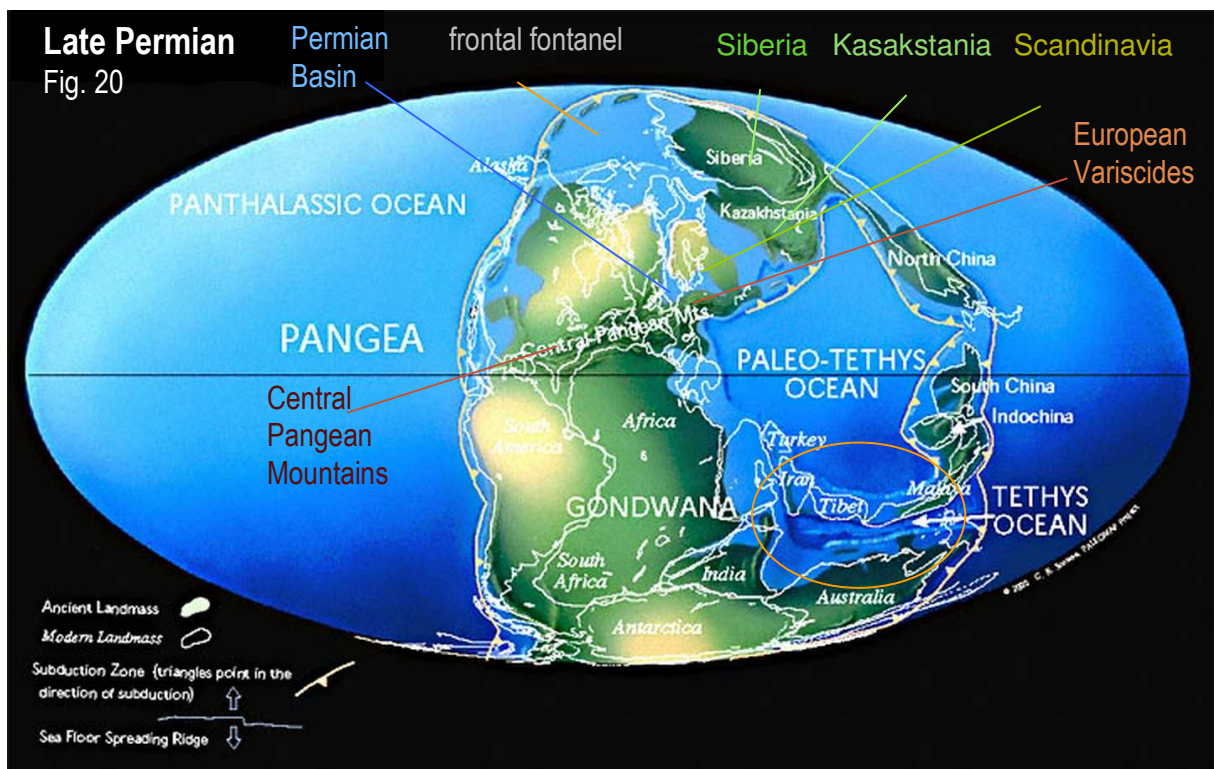 Late Permian
Fig. 20
Permian
Basin
frontal fontanel
Siberia
Kasakstania
Scandinavia
European
Variscides
Siberia
Alaska
PANTHALASSIC OCEAN
Kazakhstania
North China
PANGEA
Central Pangean Mts.
PALEO-TETHYS
OCEAN
South China
Indochina
Central
Pangean
Mountains
South
America
Africa
Turkey
Iran
Tibet
Malaya
GONDWANA
TETHYS
OCEAN
South
Africa
India
Australia
Antarctica
Ancient Landmass
Modern Landmass
Subduction Zone (triangles point in the
direction of subduction)
Sea Floor Spreading Ridge
PALEOMAP Project